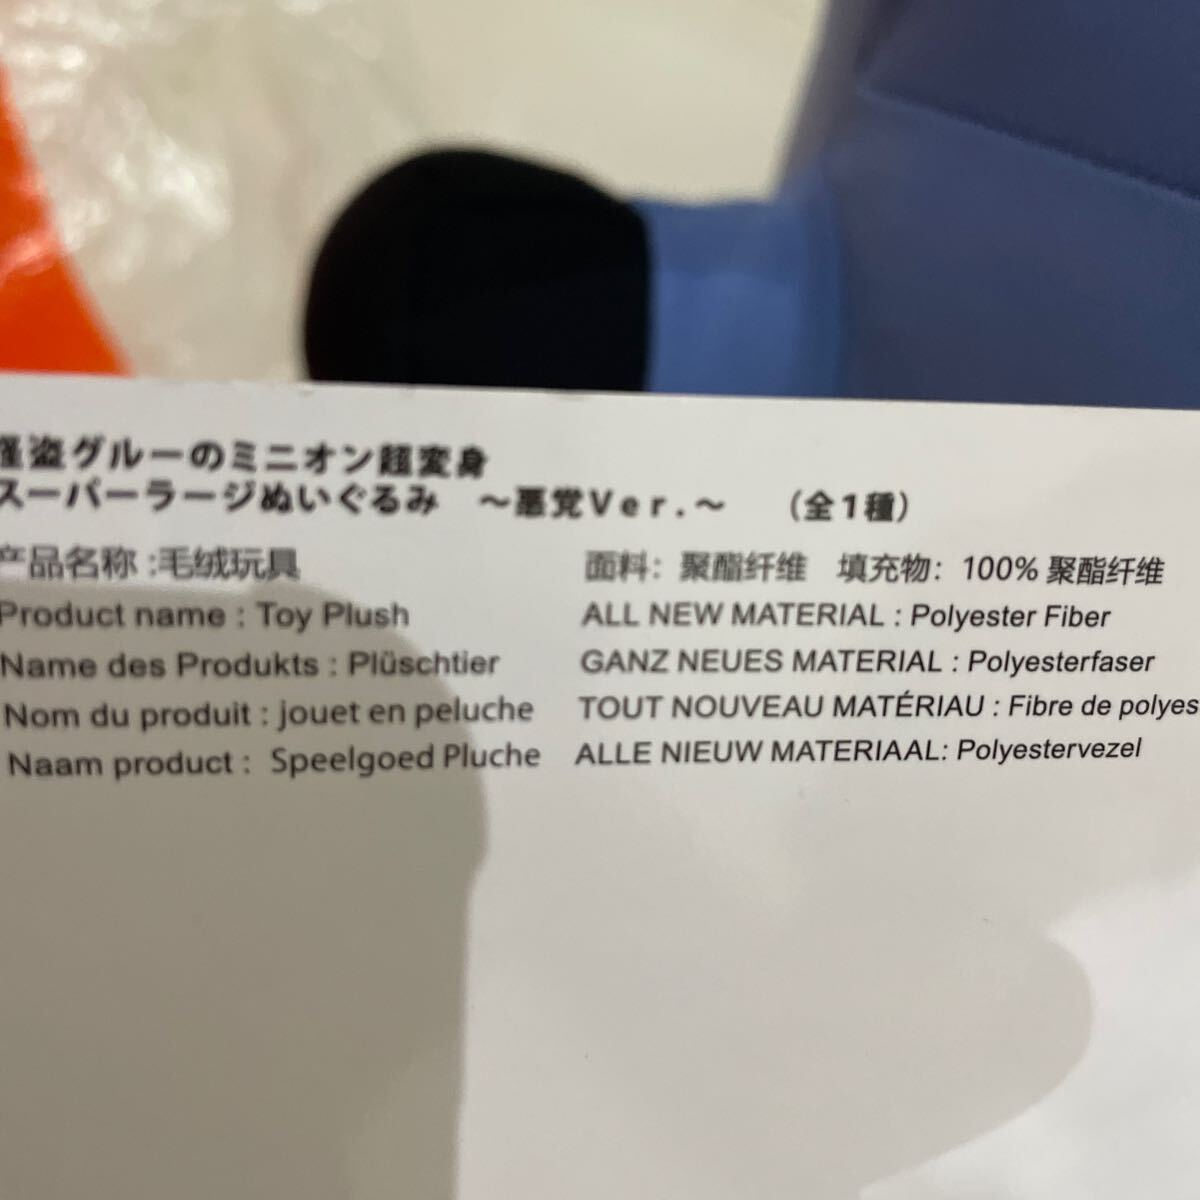 怪盗グルーのミニオン超変身
スーパーラージぬいぐるみ ～悪党Ver.～ （全1種）
产品名称 :毛绒玩具 面料： 聚酯纤维 填充物： 100% 聚酯纤维
Product name : Toy Plush ALL NEW MATERIAL : Polyester Fiber
Name des Produkts : Plüschtier GANZ NEUES MATERIAL : Polyesterfaser
Nom du produit : jouet en peluche TOUT NOUVEAU MATÉRIAU : Fibre de polyes
Naam product : Speelgoed Pluche ALLE NIEUW MATERIAAL: Polyestervezel